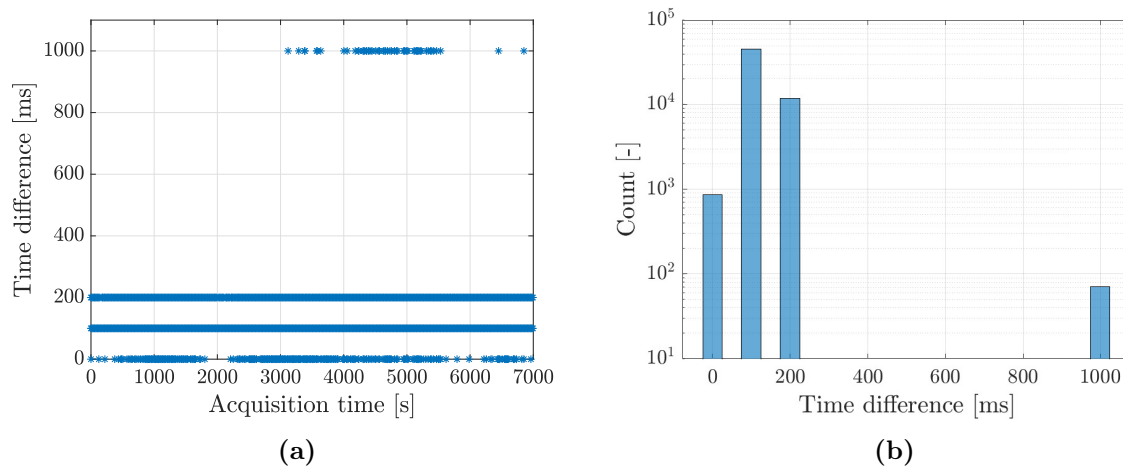 1000
800
600
400
200
0
Time difference [ms]
0 1000 2000 3000 4000 5000 6000 7000
Acquisition time [s]
(a)
10^5
10^4
10^3
10^2
10^1
Count [-]
0 200 400 600 800 1000
Time difference [ms]
(b)